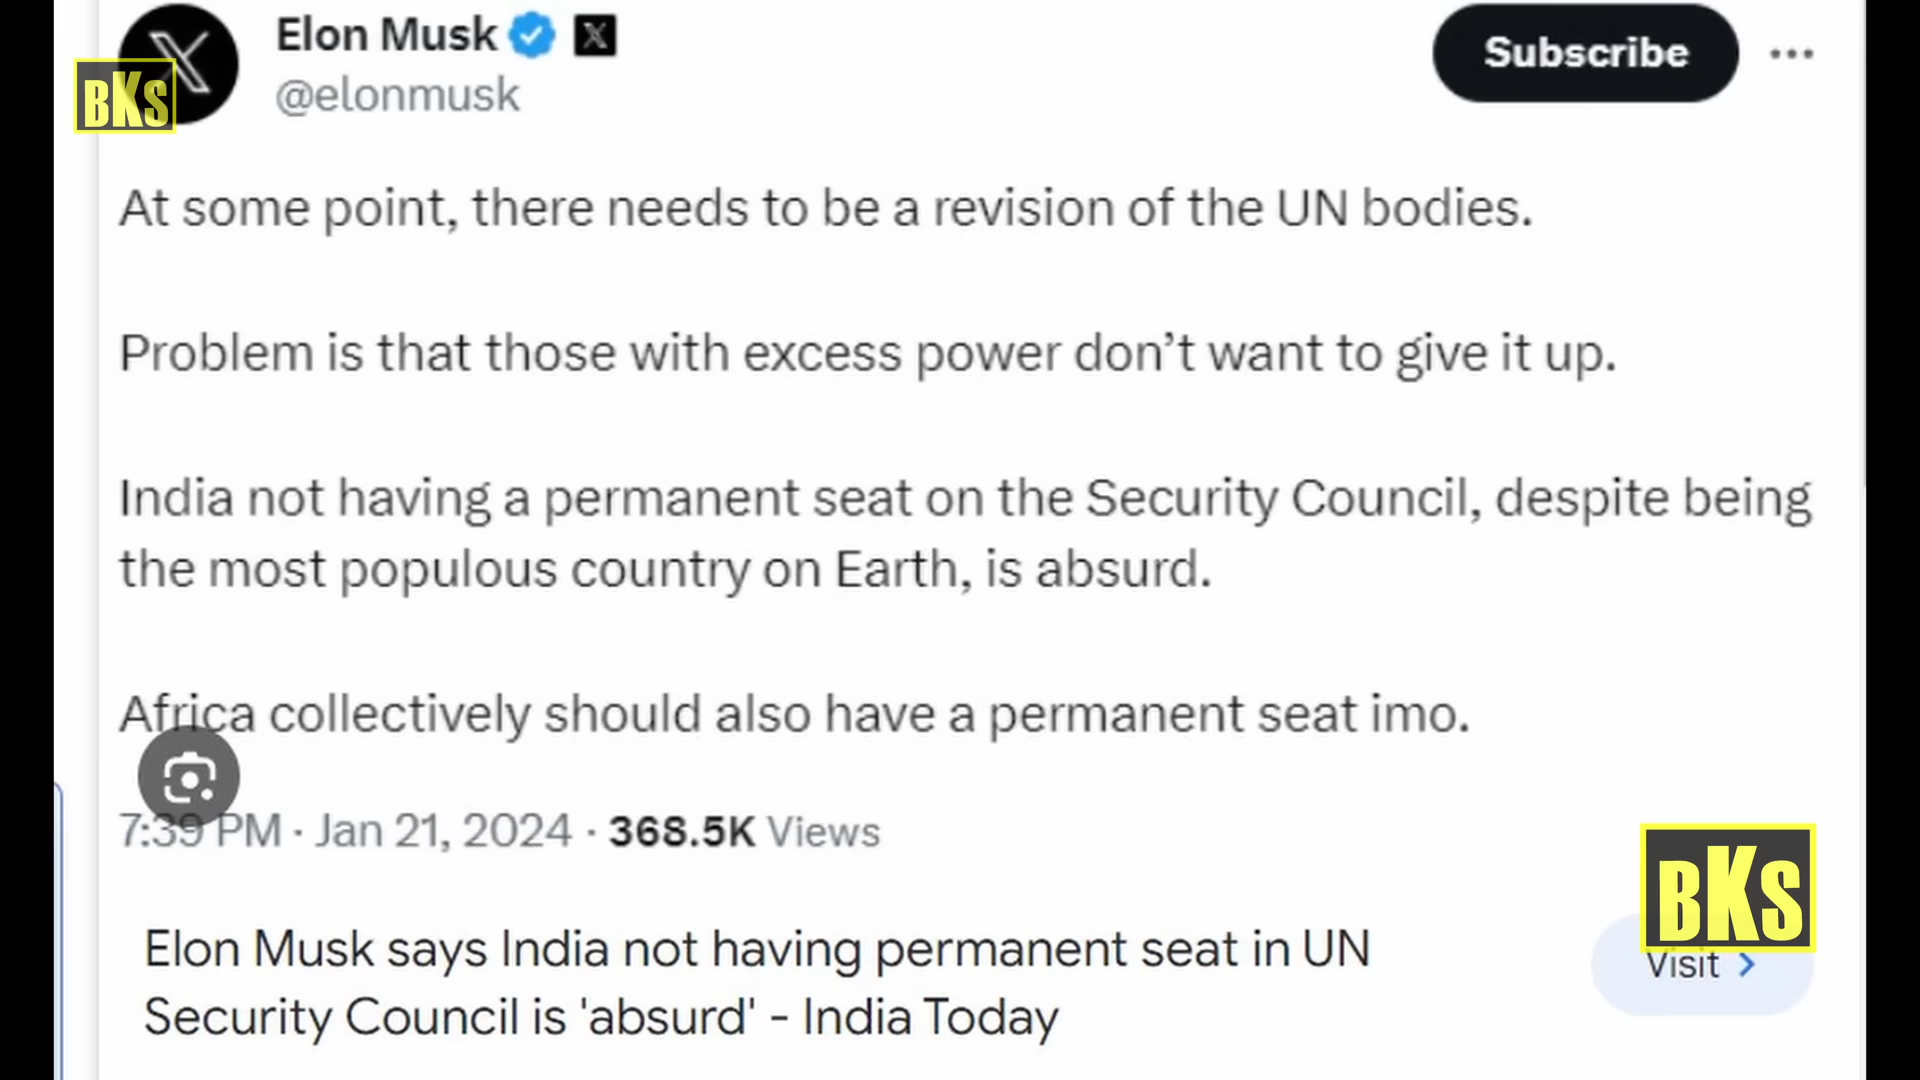 Elon Musk
@elonmusk
Subscribe
BKS
At some point, there needs to be a revision of the UN bodies.
Problem is that those with excess power don’t want to give it up.
India not having a permanent seat on the Security Council, despite being
the most populous country on Earth, is absurd.
Africa collectively should also have a permanent seat imo.
7:39 PM · Jan 21, 2024 · 368.5K Views
BKS
Elon Musk says India not having permanent seat in UN
Security Council is 'absurd' - India Today
Visit